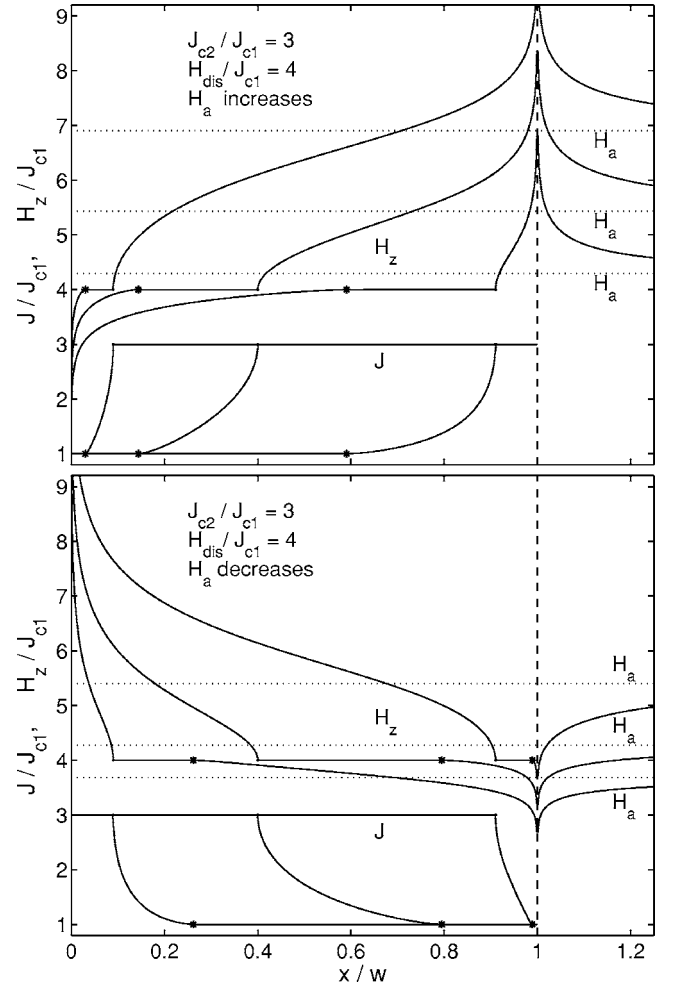 9
8
7
6
5
4
3
2
1
J / J_c1, H_z / J_c1
J_c2 / J_c1 = 3
H_dis / J_c1 = 4
H_a increases
H_a
H_a
H_z
H_a
J
9
8
7
6
5
4
3
2
1
J / J_c1, H_z / J_c1
J_c2 / J_c1 = 3
H_dis / J_c1 = 4
H_a decreases
H_a
H_z
H_a
H_a
J
0 0.2 0.4 0.6 0.8 1 1.2
x / w